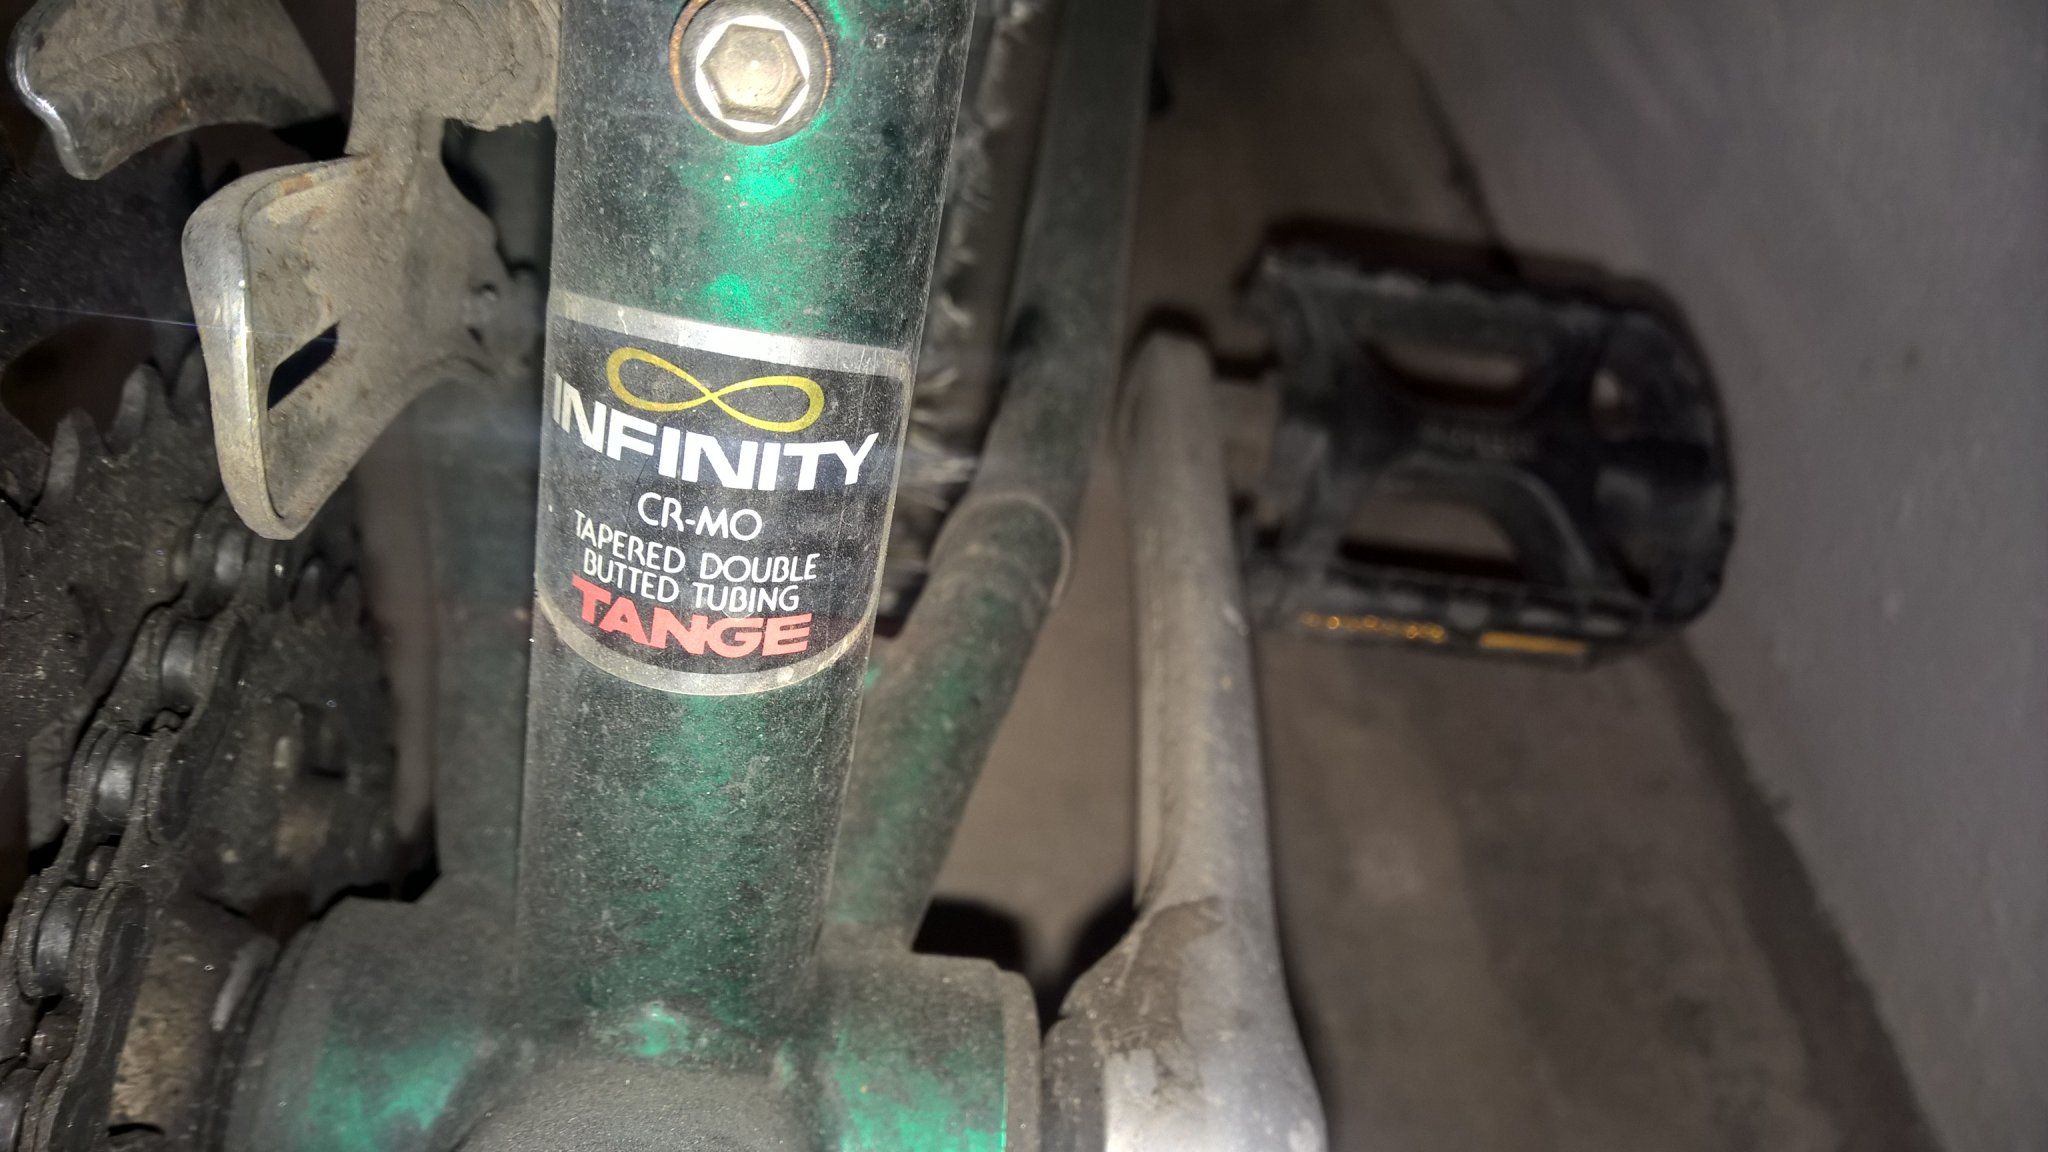 INFINITY
CR-MO
TAPERED DOUBLE
BUTTED TUBING
TANGE